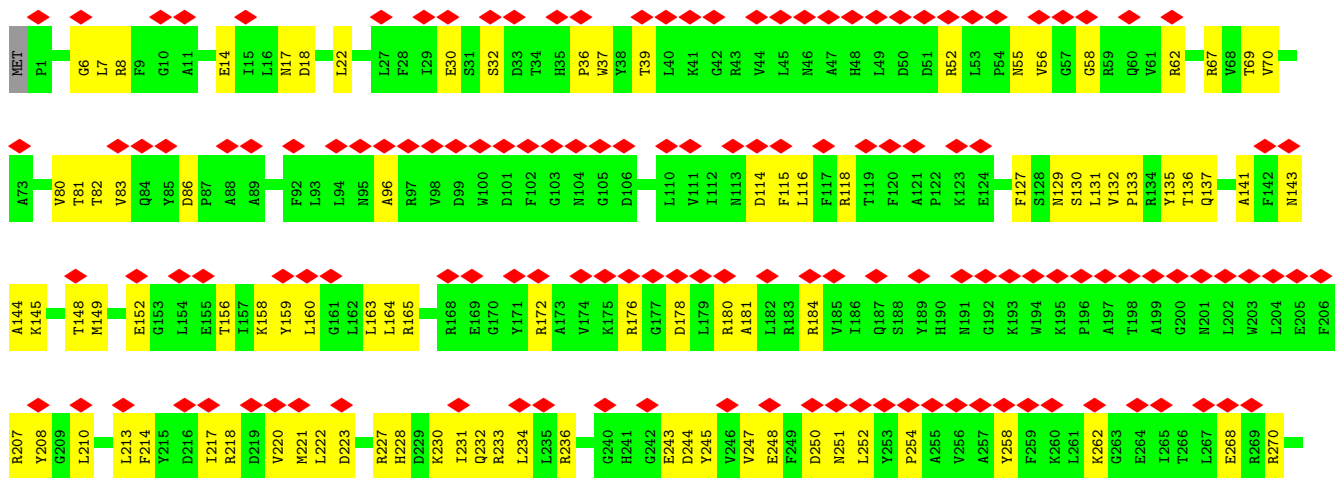 MET P1 G6 L7 R8 F9 G10 A11 E14 I15 L16 N17 D18 L22 L27 F28 I29 E30 S31 S32 D33 T34 H35 P36 W37 Y38 T39 L40 K41 G42 R43 V44 L45 N46 A47 H48 L49 D50 D51 R52 L53 P54 N55 V56 G57 G58 R59 Q60 V61 R62 R67 V68 T69 V70
A73 V80 T81 T82 V83 Q84 Y85 D86 P87 A88 A89 F92 L93 L94 N95 A96 R97 V98 D99 W100 D101 F102 G103 N104 G105 D106 L110 V111 I112 N113 D114 F115 L116 F117 R118 T119 F120 A121 P122 K123 E124 F127 S128 N129 S130 L131 V132 P133 R134 Y135 T136 Q137 A141 F142 N143
A144 K145 T148 M149 E152 G153 L154 E155 T156 I157 K158 Y159 L160 G161 L162 L163 L164 R165 R168 E169 G170 Y171 R172 A173 V174 K175 R176 G177 D178 L179 R180 A181 L182 R183 R184 V185 I186 Q187 S188 Y189 H190 N191 G192 K193 W194 K195 P196 A197 T198 A199 G200 N201 L202 W203 L204 E205 F206
R207 Y208 G209 L210 L213 F214 Y215 D216 I217 R218 D219 V220 M221 L222 D223 R227 H228 D229 K230 I231 Q232 R233 L234 L235 R236 G240 H241 G242 E243 D244 Y245 V246 V247 E248 F249 D250 N251 L252 Y253 P254 A255 V256 A257 Y258 F259 K260 L261 K262 G263 E264 I265 T266 L267 E268 R269 R270